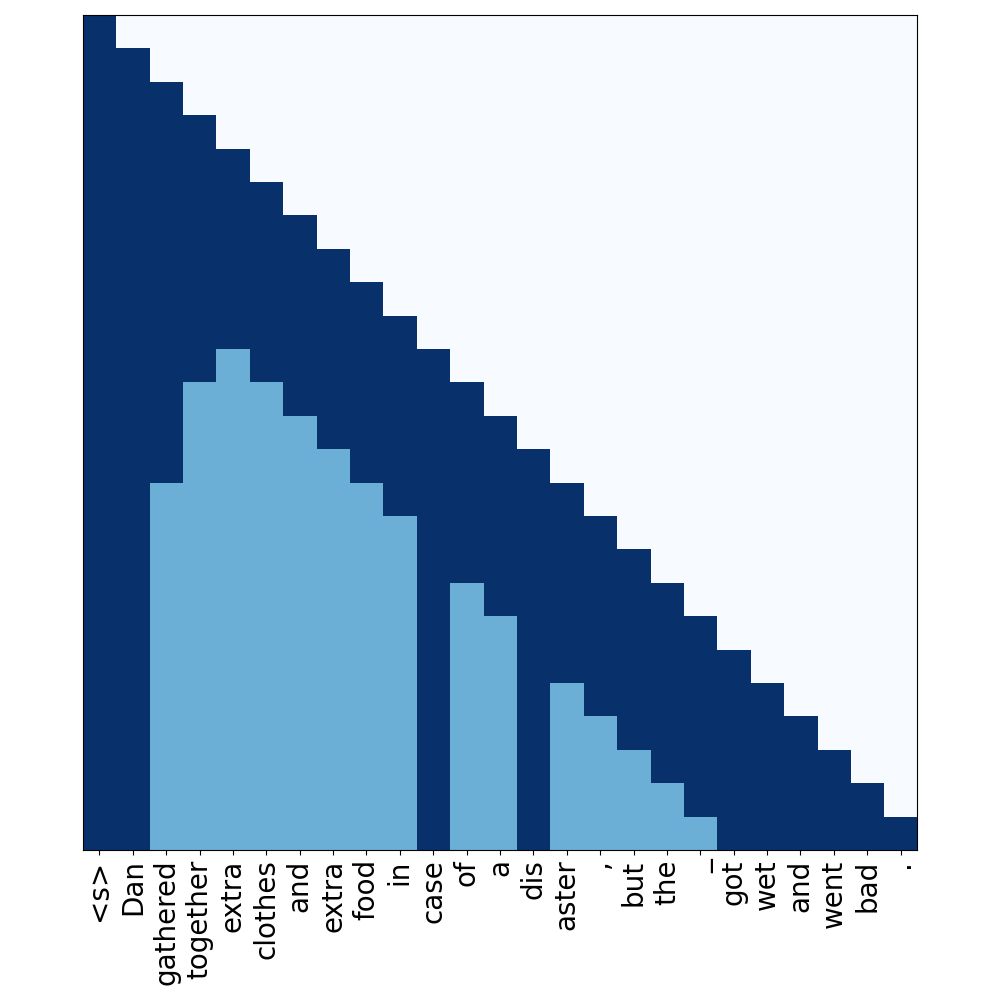 <s>
Dan
gathered
together
extra
clothes
and
extra
food
in
case
of
a
dis
aster
,
but
the
_
got
wet
and
went
bad
.